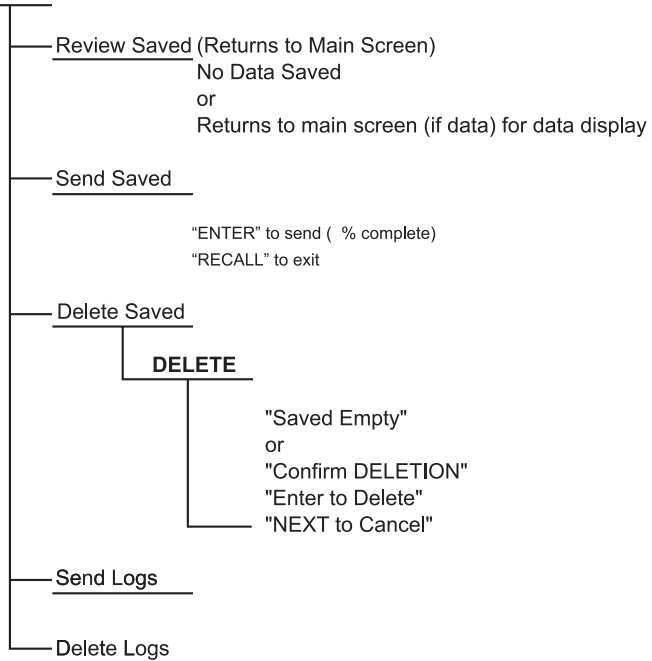 Review Saved (Returns to Main Screen)
No Data Saved
or
Returns to main screen (if data) for data display
Send Saved
“ENTER” to send (  % complete)
“RECALL” to exit
Delete Saved
DELETE
"Saved Empty"
or
"Confirm DELETION"
"Enter to Delete"
"NEXT to Cancel"
Send Logs
Delete Logs